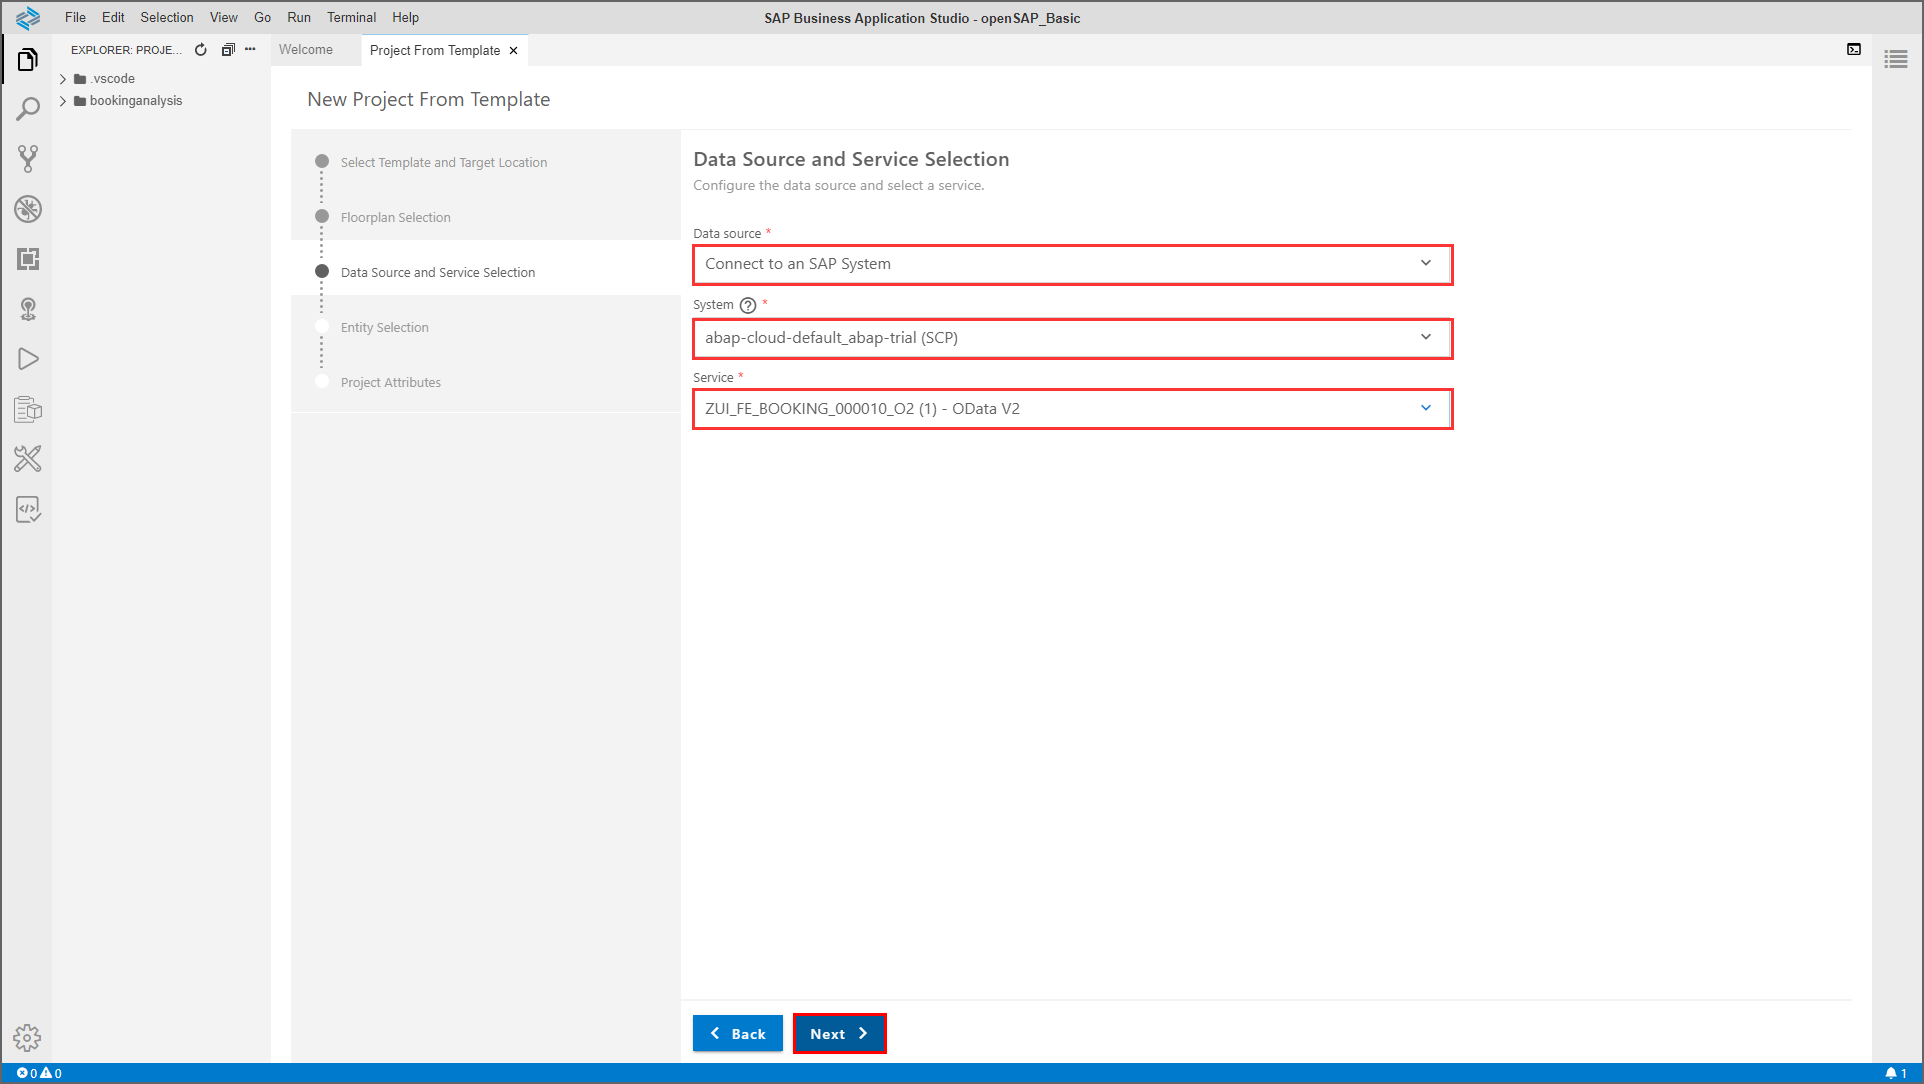 File Edit Selection View Go Run Terminal Help
SAP Business Application Studio - openSAP_Basic
EXPLORER: PROJE...
.vscode
bookinganalysis
Welcome
Project From Template
New Project From Template
Select Template and Target Location
Floorplan Selection
Data Source and Service Selection
Entity Selection
Project Attributes
Data Source and Service Selection
Configure the data source and select a service.
Data source *
Connect to an SAP System
System ? *
abap-cloud-default_abap-trial (SCP)
Service *
ZUI_FE_BOOKING_000010_O2 (1) - OData V2
Back
Next
0 0
1